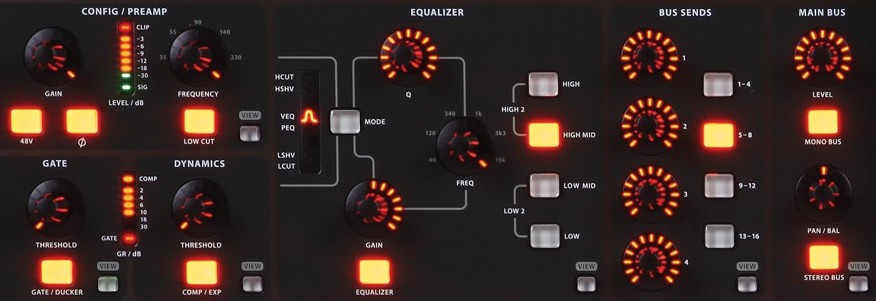 CONFIG / PREAMP
CLIP
-3
-6
-9
-12
-18
-30
SIG
LEVEL / dB
GAIN
48V
Ø
35
55
90
140
230
FREQUENCY
LOW CUT
VIEW
GATE
THRESHOLD
GATE / DUCKER
COMP
2
4
6
10
18
30
GATE
GR / dB
VIEW
DYNAMICS
THRESHOLD
COMP / EXP
VIEW
EQUALIZER
HCUT
HSHV
VEQ
PEQ
LSHV
LCUT
MODE
Q
40
120
340
1k
3k3
10k
FREQ
GAIN
EQUALIZER
HIGH
HIGH 2
HIGH MID
LOW MID
LOW 2
LOW
VIEW
BUS SENDS
1
2
3
4
1-4
5-8
9-12
13-16
VIEW
MAIN BUS
LEVEL
MONO BUS
PAN / BAL
STEREO BUS
VIEW